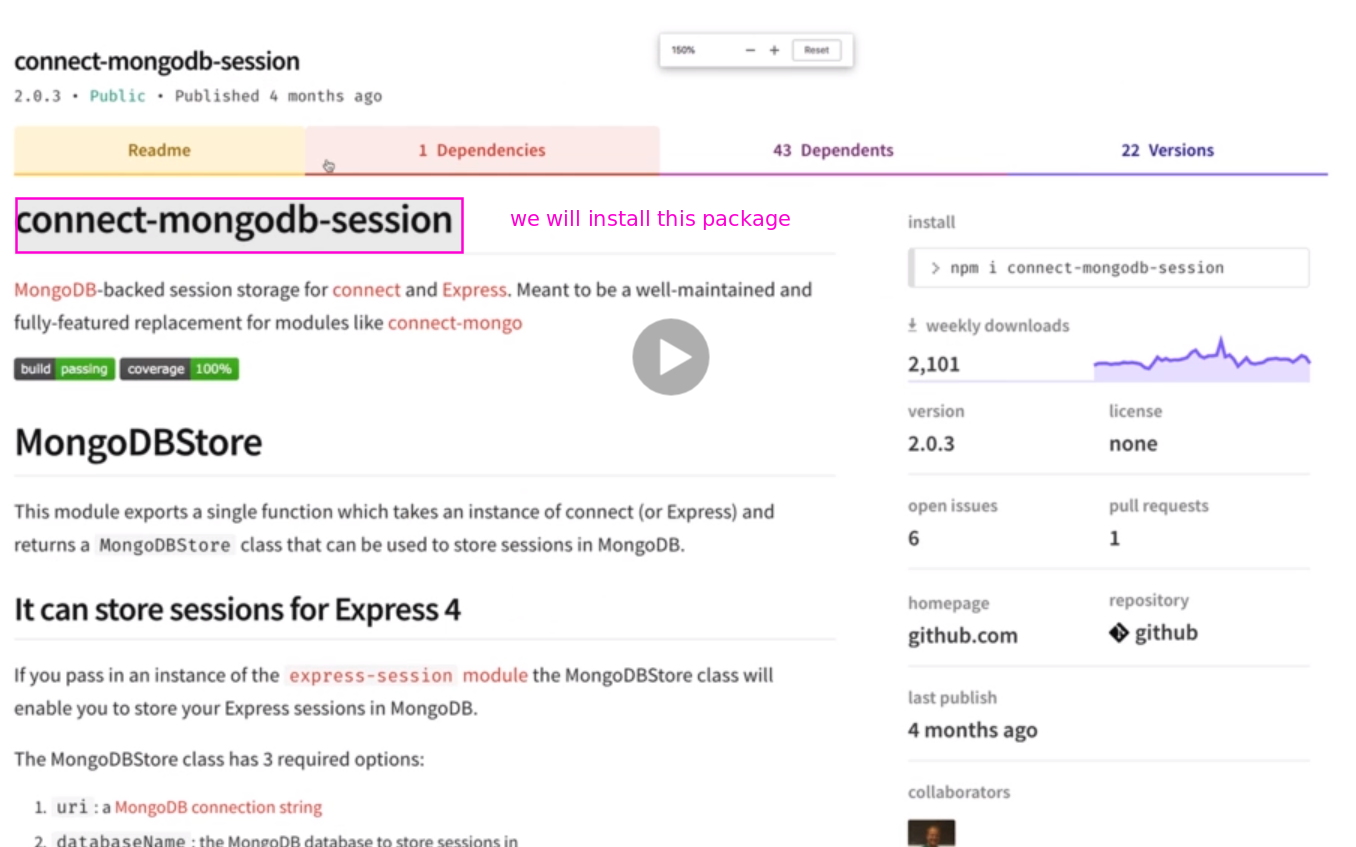 connect-mongodb-session
150% − + Reset
2.0.3 • Public • Published 4 months ago
Readme
1 Dependencies
43 Dependents
22 Versions
connect-mongodb-session
we will install this package
MongoDB-backed session storage for connect and Express. Meant to be a well-maintained and
fully-featured replacement for modules like connect-mongo
build passing coverage 100%
MongoDBStore
This module exports a single function which takes an instance of connect (or Express) and
returns a MongoDBStore class that can be used to store sessions in MongoDB.
It can store sessions for Express 4
If you pass in an instance of the express-session module the MongoDBStore class will
enable you to store your Express sessions in MongoDB.
The MongoDBStore class has 3 required options:
1. uri : a MongoDB connection string
2. databaseName : the MongoDB database to store sessions in
install
> npm i connect-mongodb-session
weekly downloads
2,101
version
2.0.3
license
none
open issues
6
pull requests
1
homepage
github.com
repository
github
last publish
4 months ago
collaborators